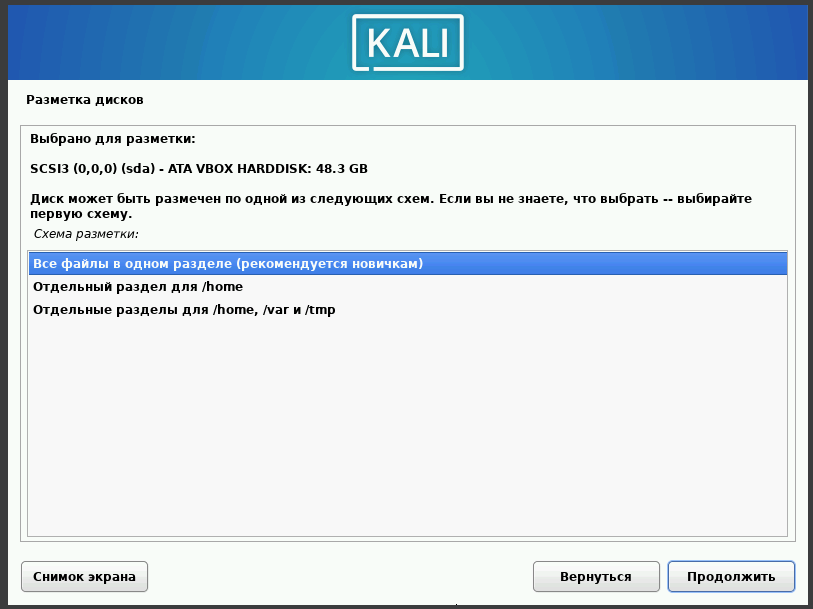 KALI
Разметка дисков
Выбрано для разметки:
SCSI3 (0,0,0) (sda) - ATA VBOX HARDDISK: 48.3 GB
Диск может быть размечен по одной из следующих схем. Если вы не знаете, что выбрать -- выбирайте
первую схему.
Схема разметки:
Все файлы в одном разделе (рекомендуется новичкам)
Отдельный раздел для /home
Отдельные разделы для /home, /var и /tmp
Снимок экрана
Вернуться
Продолжить